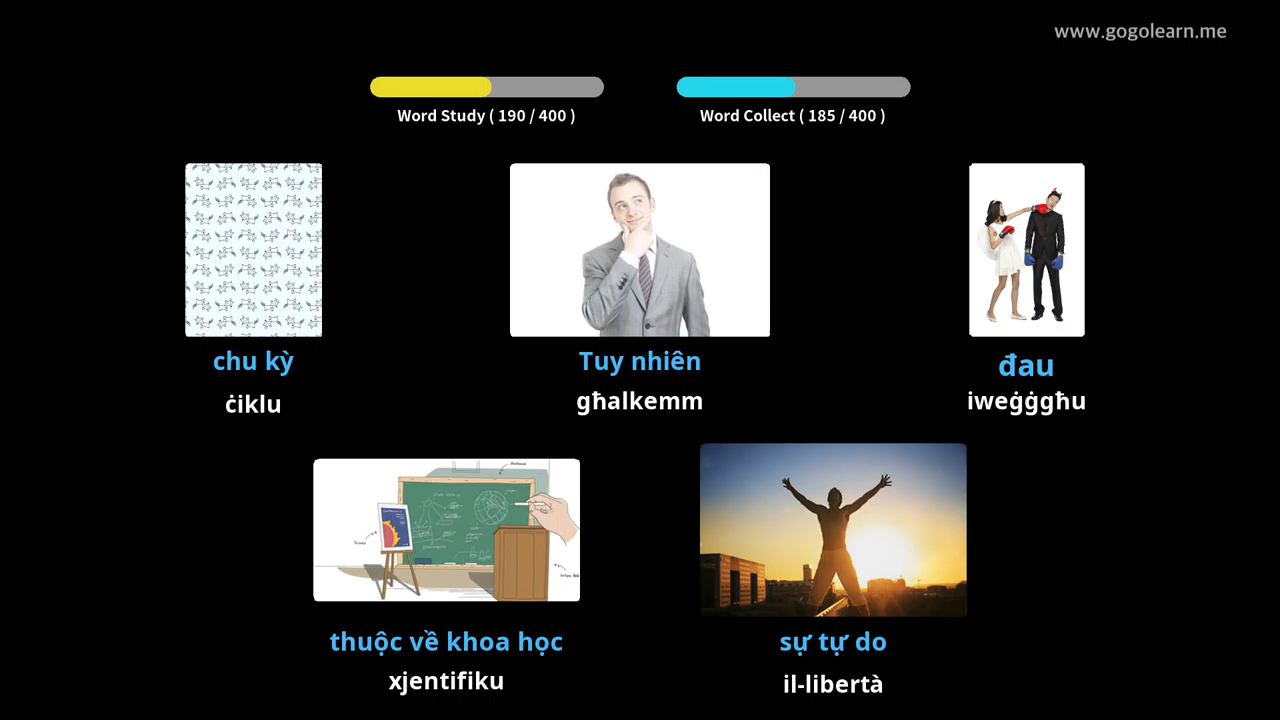 www.gogolearn.me
Word Study ( 190 / 400 )
Word Collect ( 185 / 400 )
chu kỳ
ċiklu
Tuy nhiên
għalkemm
đau
iweġġgħu
thuộc về khoa học
xjentifiku
sự tự do
il-libertà